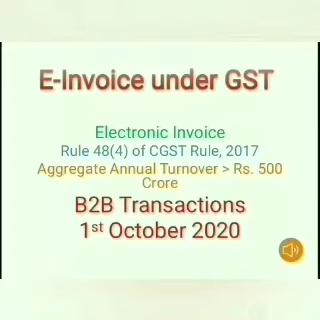 E-Invoice under GST
Electronic Invoice
Rule 48(4) of CGST Rule, 2017
Aggregate Annual Turnover > Rs. 500
Crore
B2B Transactions
1st October 2020